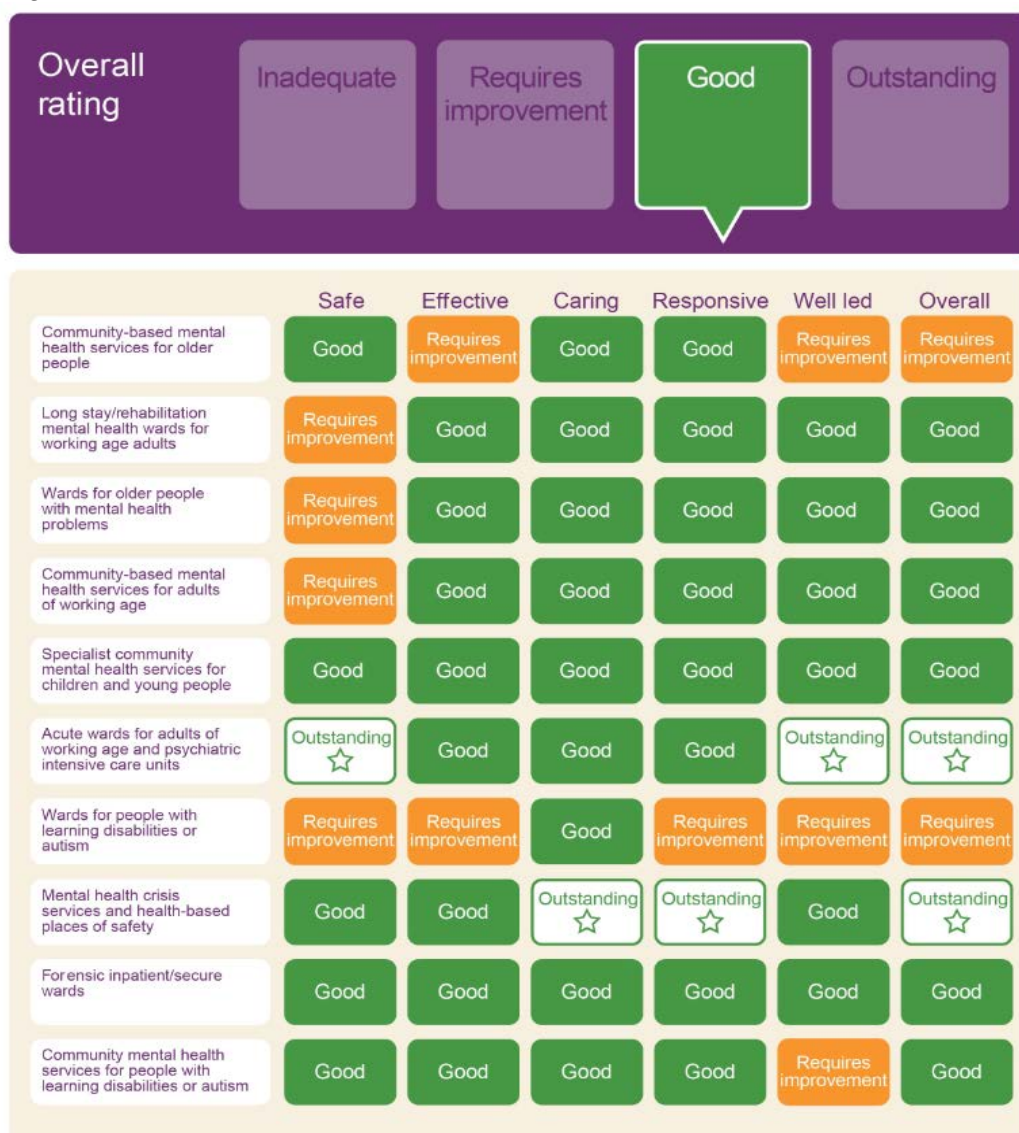 Overall
rating
Inadequate
Requires
improvement
Good
Outstanding
Safe Effective Caring Responsive Well led Overall
Community-based mental
health services for older
people
Good
Requires
improvement
Good
Good
Requires
improvement
Requires
improvement
Long stay/rehabilitation
mental health wards for
working age adults
Requires
improvement
Good
Good
Good
Good
Good
Wards for older people
with mental health
problems
Requires
improvement
Good
Good
Good
Good
Good
Community-based mental
health services for adults
of working age
Requires
improvement
Good
Good
Good
Good
Good
Specialist community
mental health services for
children and young people
Good
Good
Good
Good
Good
Good
Acute wards for adults of
working age and psychiatric
intensive care units
Outstanding
Good
Good
Good
Outstanding
Outstanding
Wards for people with
learning disabilities or
autism
Requires
improvement
Requires
improvement
Good
Requires
improvement
Requires
improvement
Requires
improvement
Mental health crisis
services and health-based
places of safety
Good
Good
Outstanding
Outstanding
Good
Outstanding
Forensic inpatient/secure
wards
Good
Good
Good
Good
Good
Good
Community mental health
services for people with
learning disabilities or autism
Good
Good
Good
Good
Requires
improvement
Good